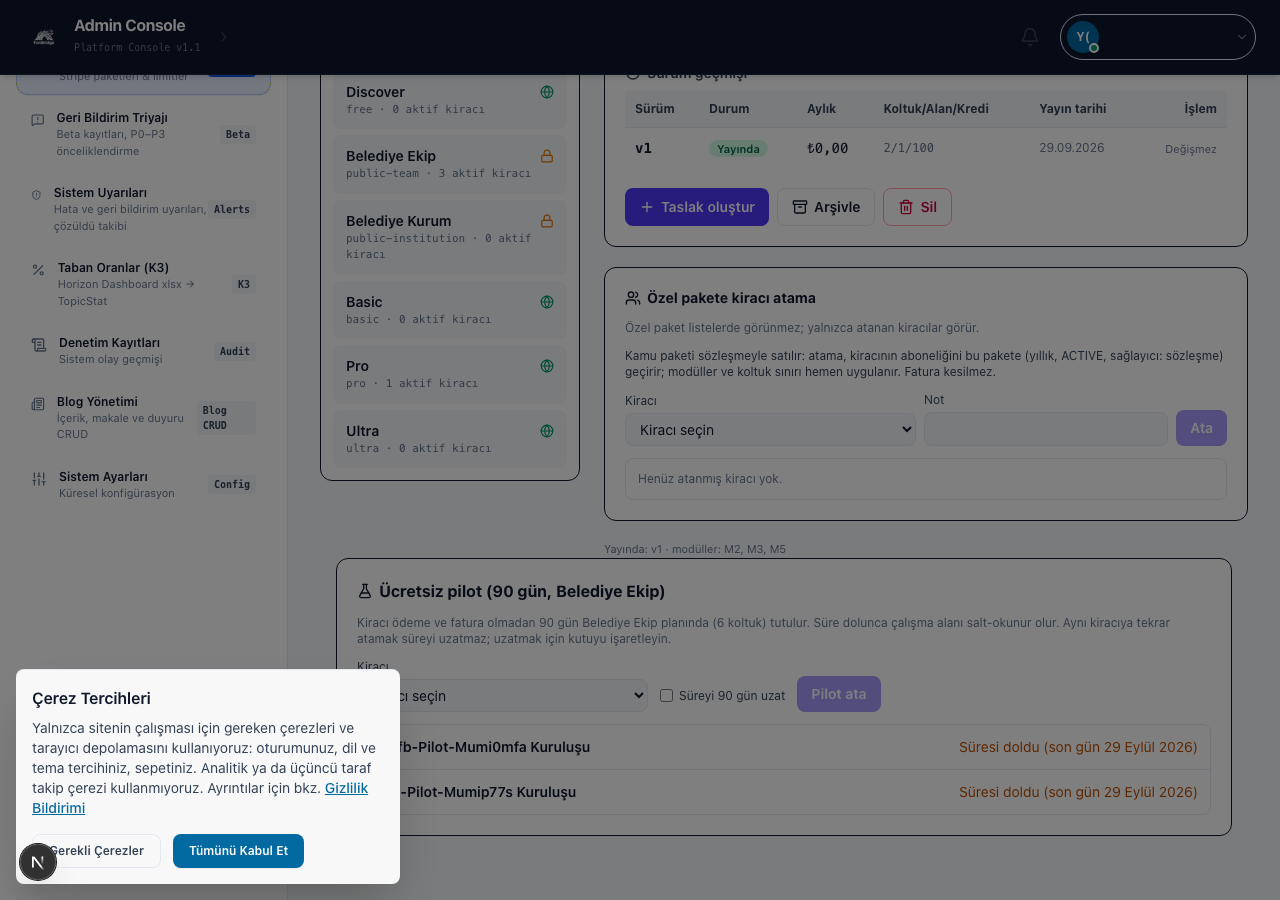 Admin Console
Platform Console v1.1
Y(
Stripe paketleri & limitler
Geri Bildirim Triyajı
Beta kayıtları, P0–P3
önceliklendirme
Beta
Sistem Uyarıları
Hata ve geri bildirim uyarıları,
çözüldü takibi
Alerts
Taban Oranlar (K3)
Horizon Dashboard xlsx →
TopicStat
K3
Denetim Kayıtları
Sistem olay geçmişi
Audit
Blog Yönetimi
İçerik, makale ve duyuru
CRUD
Blog
CRUD
Sistem Ayarları
Küresel konfigürasyon
Config
Discover
free · 0 aktif kiracı
Belediye Ekip
public-team · 3 aktif kiracı
Belediye Kurum
public-institution · 0 aktif
kiracı
Basic
basic · 0 aktif kiracı
Pro
pro · 1 aktif kiracı
Ultra
ultra · 0 aktif kiracı
Sürüm geçmişi
Sürüm Durum Aylık Koltuk/Alan/Kredi Yayın tarihi İşlem
v1 Yayında ₺0,00 2/1/100 29.09.2026 Değişmez
Taslak oluştur Arşivle Sil
Özel pakete kiracı atama
Özel paket listelerde görünmez; yalnızca atanan kiracılar görür.
Kamu paketi sözleşmeyle satılır: atama, kiracının aboneliğini bu pakete (yıllık, ACTIVE, sağlayıcı: sözleşme)
geçirir; modüller ve koltuk sınırı hemen uygulanır. Fatura kesilmez.
Kiracı Not
Kiracı seçin Ata
Henüz atanmış kiracı yok.
Yayında: v1 · modüller: M2, M3, M5
Ücretsiz pilot (90 gün, Belediye Ekip)
Kiracı ödeme ve fatura olmadan 90 gün Belediye Ekip planında (6 koltuk) tutulur. Süre dolunca çalışma alanı salt-okunur olur. Aynı kiracıya tekrar
atamak süreyi uzatmaz; uzatmak için kutuyu işaretleyin.
Kiracı
seçin Süreyi 90 gün uzat Pilot ata
fb-Pilot-Mumi0mfa Kuruluşu Süresi doldu (son gün 29 Eylül 2026)
-Pilot-Mumip77s Kuruluşu Süresi doldu (son gün 29 Eylül 2026)
Çerez Tercihleri
Yalnızca sitenin çalışması için gereken çerezleri ve
tarayıcı depolamasını kullanıyoruz: oturumunuz, dil ve
tema tercihiniz, sepetiniz. Analitik ya da üçüncü taraf
takip çerezi kullanmıyoruz. Ayrıntılar için bkz. Gizlilik
Bildirimi
Gerekli Çerezler Tümünü Kabul Et
N